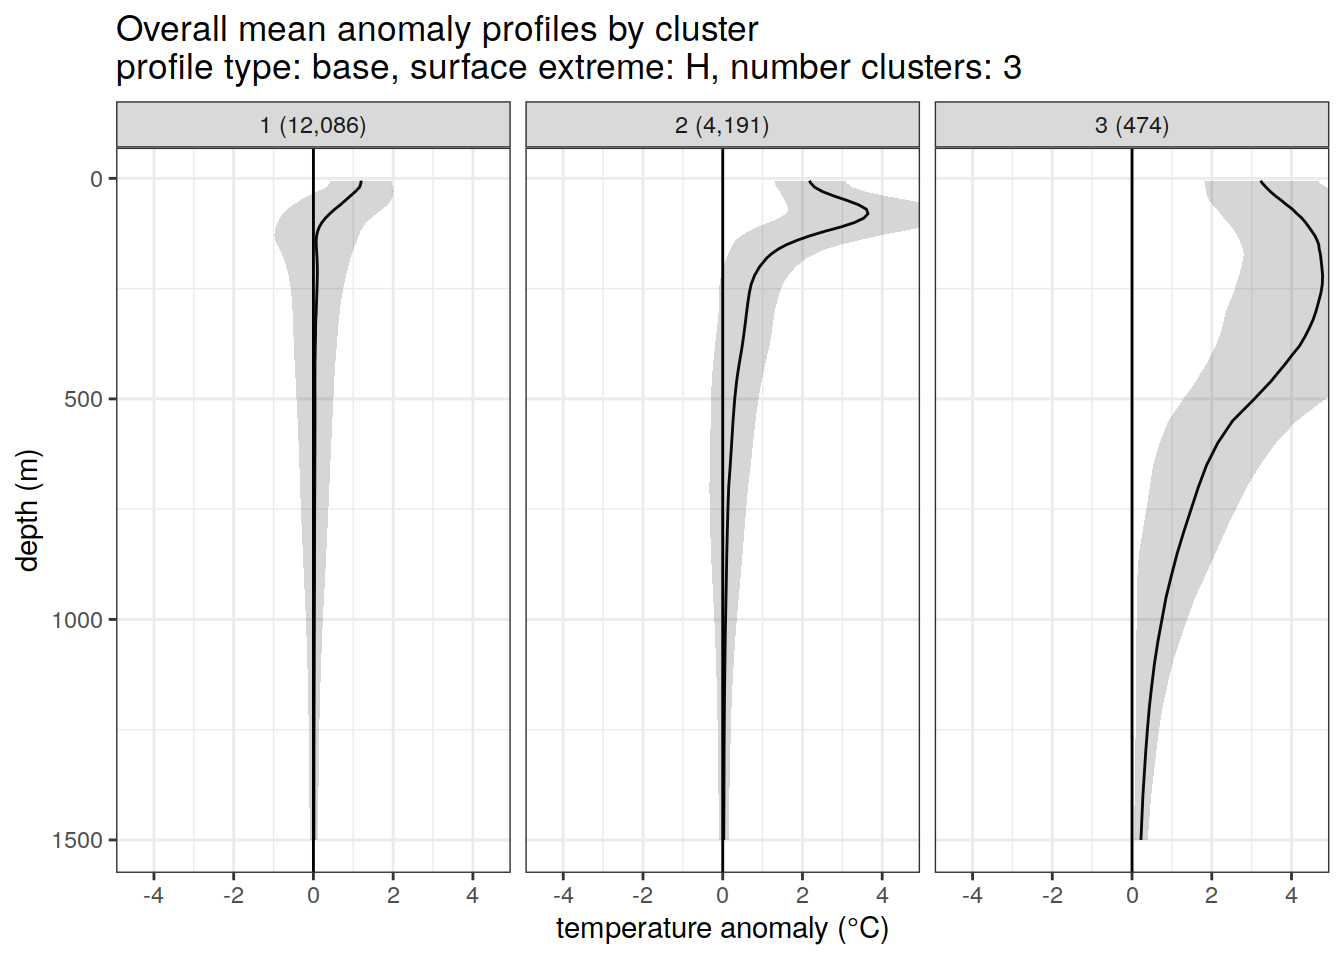 Overall mean anomaly profiles by cluster
profile type: base, surface extreme: H, number clusters: 3
1 (12,086)
2 (4,191)
3 (474)
0
500
1000
1500
depth (m)
-4 -2 0 2 4
-4 -2 0 2 4
-4 -2 0 2 4
temperature anomaly (°C)